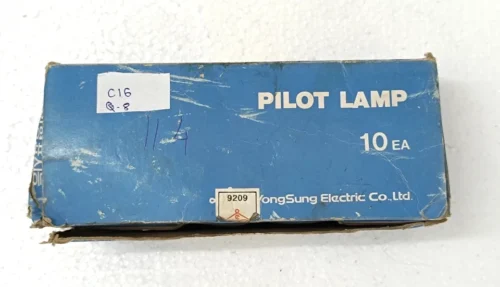 C16
Q-8
PILOT LAMP
10 EA
9209
YongSung Electric Co., Ltd.